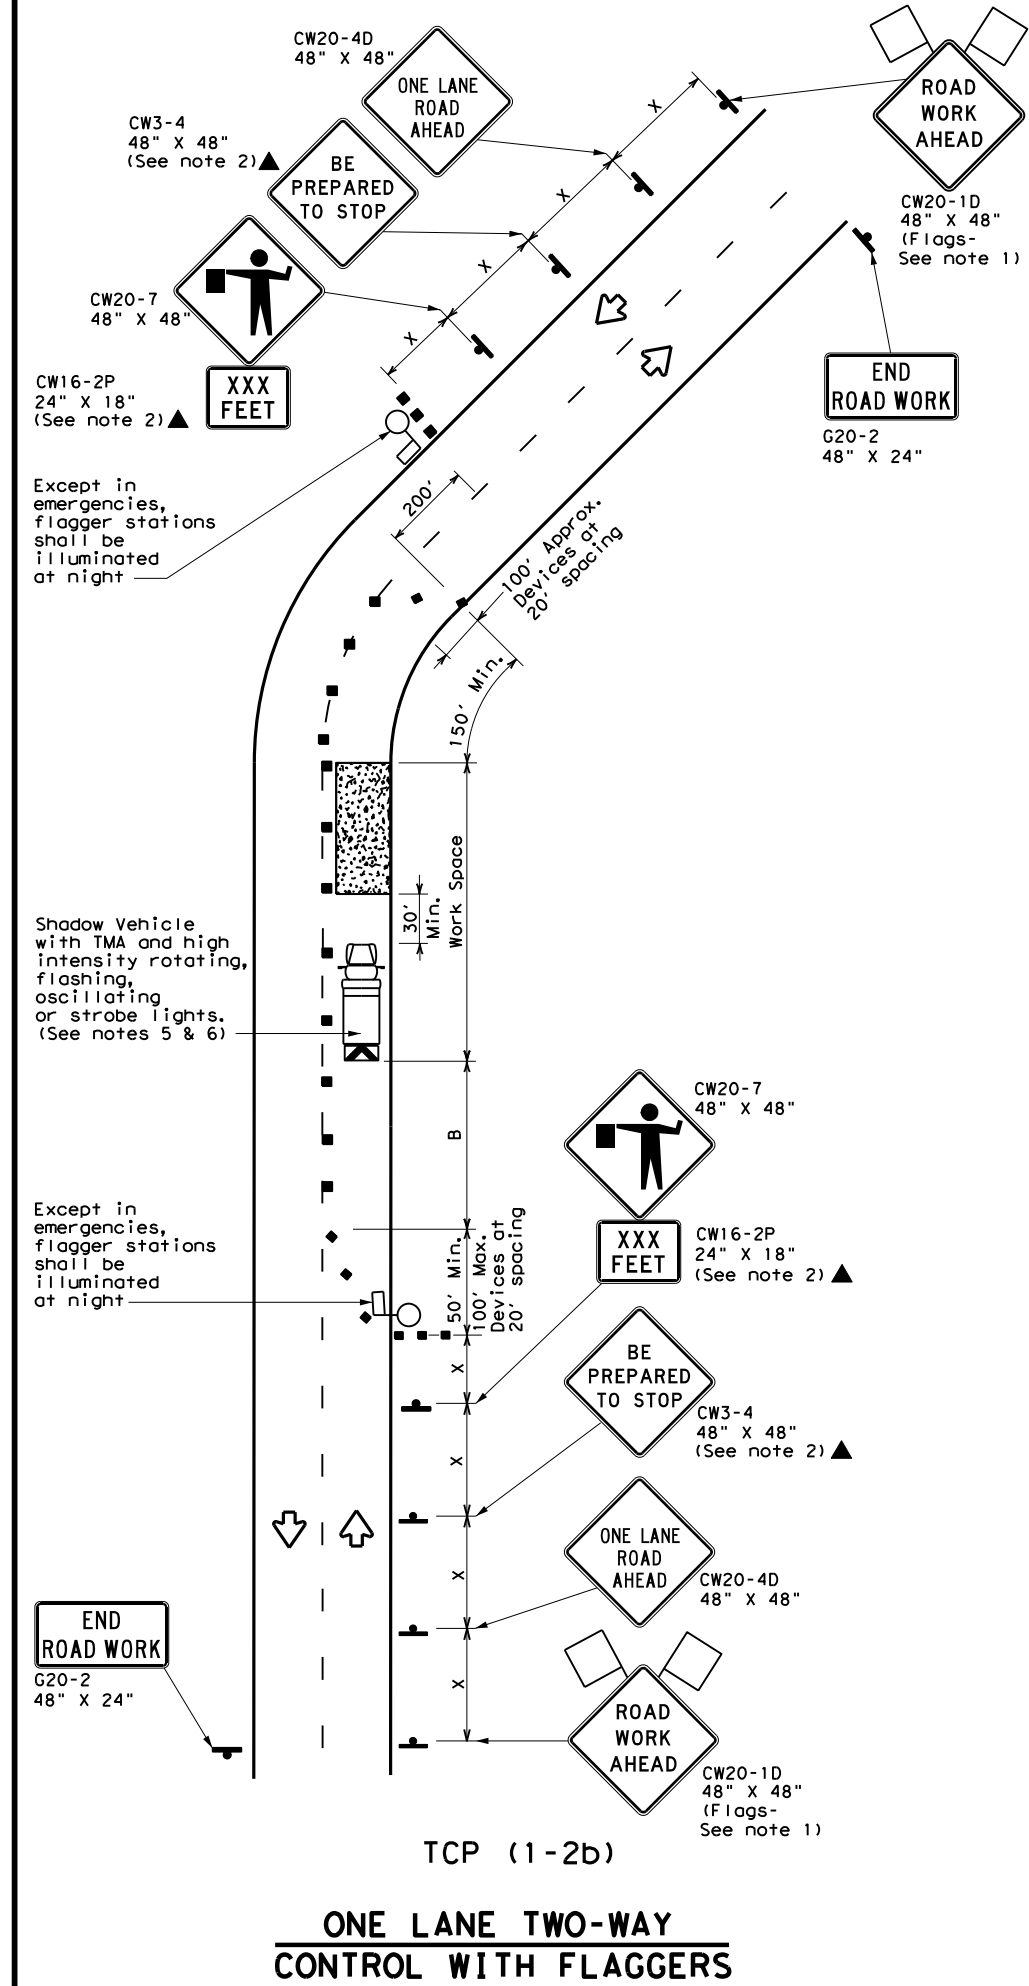 CW20-4D
48" X 48"
ONE LANE
ROAD
AHEAD
X
ROAD
WORK
AHEAD
CW20-1D
48" X 48"
(Flags-
See note 1)
CW3-4
48" X 48"
(See note 2)
BE
PREPARED
TO STOP
X
X
CW20-7
48" X 48"
X
CW16-2P
24" X 18"
(See note 2)
XXX
FEET
END
ROAD WORK
G20-2
48" X 24"
Except in
emergencies,
flagger stations
shall be
illuminated
at night
200'
100' Approx.
Devices at
20' spacing
150' Min.
Work Space
30'
Min.
Shadow Vehicle
with TMA and high
intensity rotating,
flashing,
oscillating
or strobe lights.
(See notes 5 & 6)
B
CW20-7
48" X 48"
XXX
FEET
CW16-2P
24" X 18"
(See note 2)
Except in
emergencies,
flagger stations
shall be
illuminated
at night
50' Min.
100' Max.
Devices at
20' spacing
X
BE
PREPARED
TO STOP
CW3-4
48" X 48"
(See note 2)
X
ONE LANE
ROAD
AHEAD
CW20-4D
48" X 48"
X
END
ROAD WORK
G20-2
48" X 24"
X
ROAD
WORK
AHEAD
CW20-1D
48" X 48"
(Flags-
See note 1)
TCP (1-2b)
ONE LANE TWO-WAY
CONTROL WITH FLAGGERS